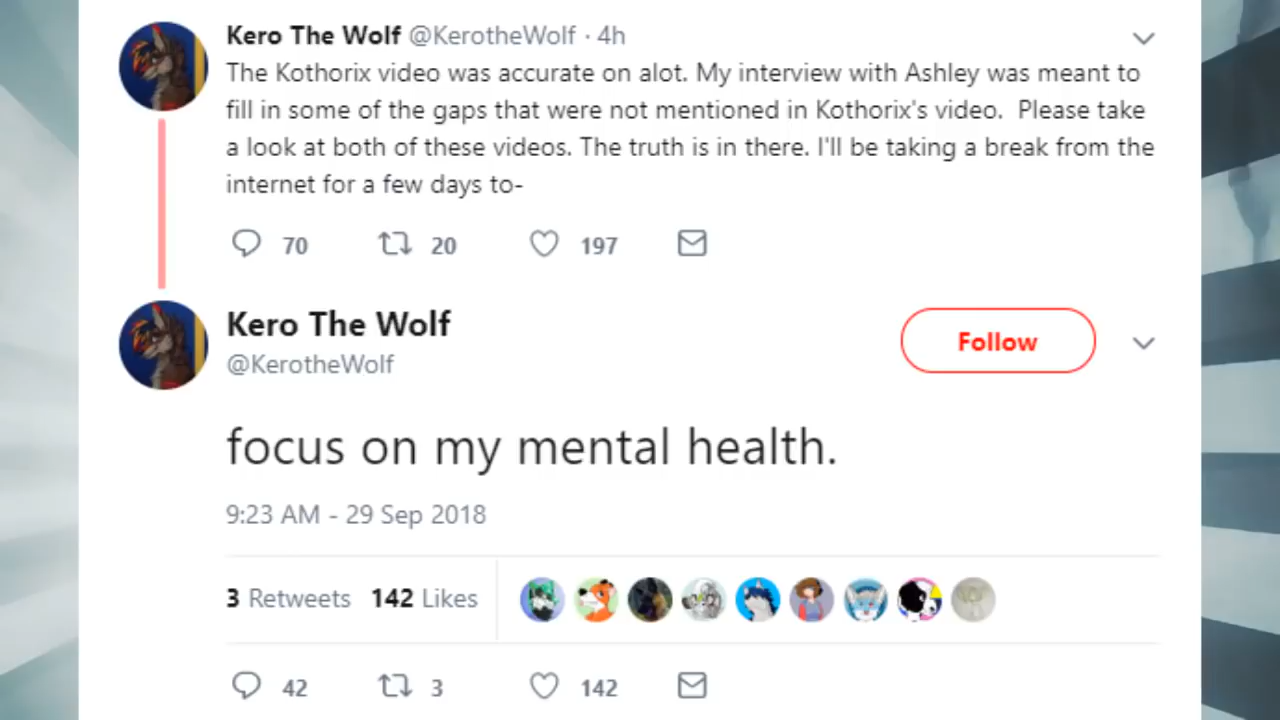 Kero The Wolf @KerotheWolf · 4h
The Kothorix video was accurate on alot. My interview with Ashley was meant to
fill in some of the gaps that were not mentioned in Kothorix's video.  Please take
a look at both of these videos. The truth is in there. I'll be taking a break from the
internet for a few days to-
70 20 197
Kero The Wolf
@KerotheWolf
Follow
focus on my mental health.
9:23 AM - 29 Sep 2018
3 Retweets 142 Likes
42 3 142